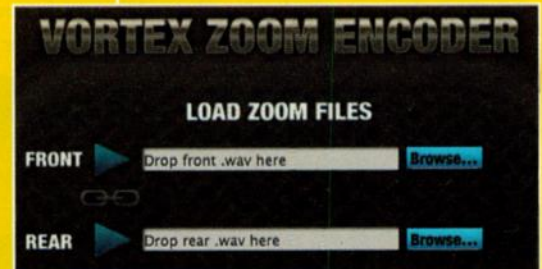 VORTEX ZOOM ENCODER
LOAD ZOOM FILES
FRONT Drop front .wav here Browse...
REAR Drop rear .wav here Browse...